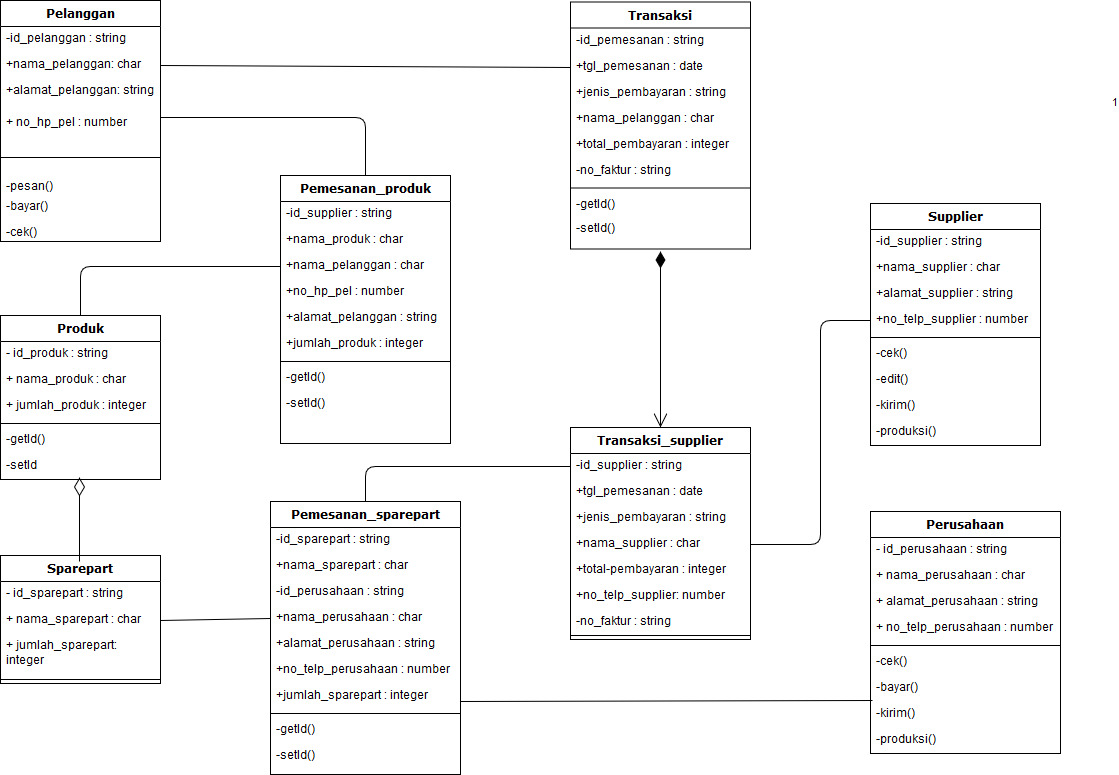 Pelanggan
-id_pelanggan : string
+nama_pelanggan: char
+alamat_pelanggan: string
+ no_hp_pel : number
-pesan()
-bayar()
-cek()
Transaksi
-id_pemesanan : string
+tgl_pemesanan : date
+jenis_pembayaran : string
+nama_pelanggan : char
+total_pembayaran : integer
-no_faktur : string
-getId()
-setId()
1
Pemesanan_produk
-id_supplier : string
+nama_produk : char
+nama_pelanggan : char
+no_hp_pel : number
+alamat_pelanggan : string
+jumlah_produk : integer
-getId()
-setId()
Supplier
-id_supplier : string
+nama_supplier : char
+alamat_supplier : string
+no_telp_supplier : number
-cek()
-edit()
-kirim()
-produksi()
Produk
- id_produk : string
+ nama_produk : char
+ jumlah_produk : integer
-getId()
-setId
Transaksi_supplier
-id_supplier : string
+tgl_pemesanan : date
+jenis_pembayaran : string
+nama_supplier : char
+total-pembayaran : integer
+no_telp_supplier: number
-no_faktur : string
Pemesanan_sparepart
-id_sparepart : string
+nama_sparepart : char
-id_perusahaan : string
+nama_perusahaan : char
+alamat_perusahaan : string
+no_telp_perusahaan : number
+jumlah_sparepart : integer
-getId()
-setId()
Perusahaan
- id_perusahaan : string
+ nama_perusahaan : char
+ alamat_perusahaan : string
+ no_telp_perusahaan : number
-cek()
-bayar()
-kirim()
-produksi()
Sparepart
- id_sparepart : string
+ nama_sparepart : char
+ jumlah_sparepart:
integer